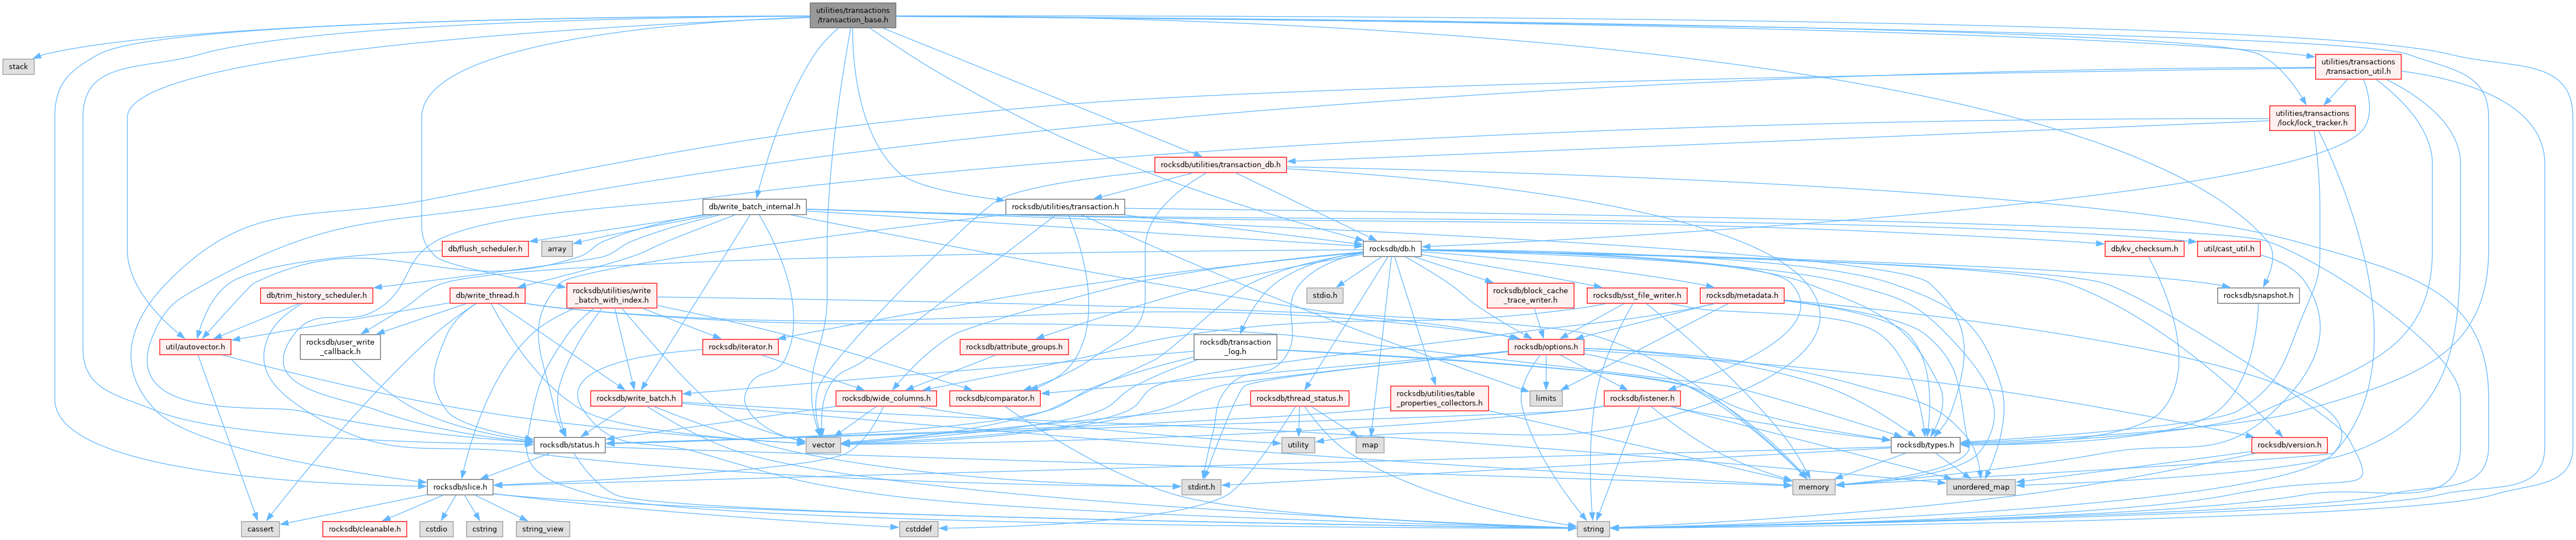 utilities/transactions
/transaction_base.h
stack
utilities/transactions
/transaction_util.h
utilities/transactions
/lock/lock_tracker.h
rocksdb/utilities/transaction_db.h
db/write_batch_internal.h
rocksdb/utilities/transaction.h
db/flush_scheduler.h
array
rocksdb/db.h
db/kv_checksum.h
util/cast_util.h
db/trim_history_scheduler.h
db/write_thread.h
rocksdb/utilities/write
_batch_with_index.h
stdio.h
rocksdb/block_cache
_trace_writer.h
rocksdb/sst_file_writer.h
rocksdb/metadata.h
rocksdb/snapshot.h
util/autovector.h
rocksdb/user_write
_callback.h
rocksdb/iterator.h
rocksdb/attribute_groups.h
rocksdb/transaction
_log.h
rocksdb/options.h
rocksdb/write_batch.h
rocksdb/wide_columns.h
rocksdb/comparator.h
rocksdb/thread_status.h
rocksdb/utilities/table
_properties_collectors.h
limits
rocksdb/listener.h
rocksdb/status.h
vector
utility
map
rocksdb/types.h
rocksdb/version.h
rocksdb/slice.h
stdint.h
memory
unordered_map
cassert
rocksdb/cleanable.h
cstdio
cstring
string_view
cstddef
string